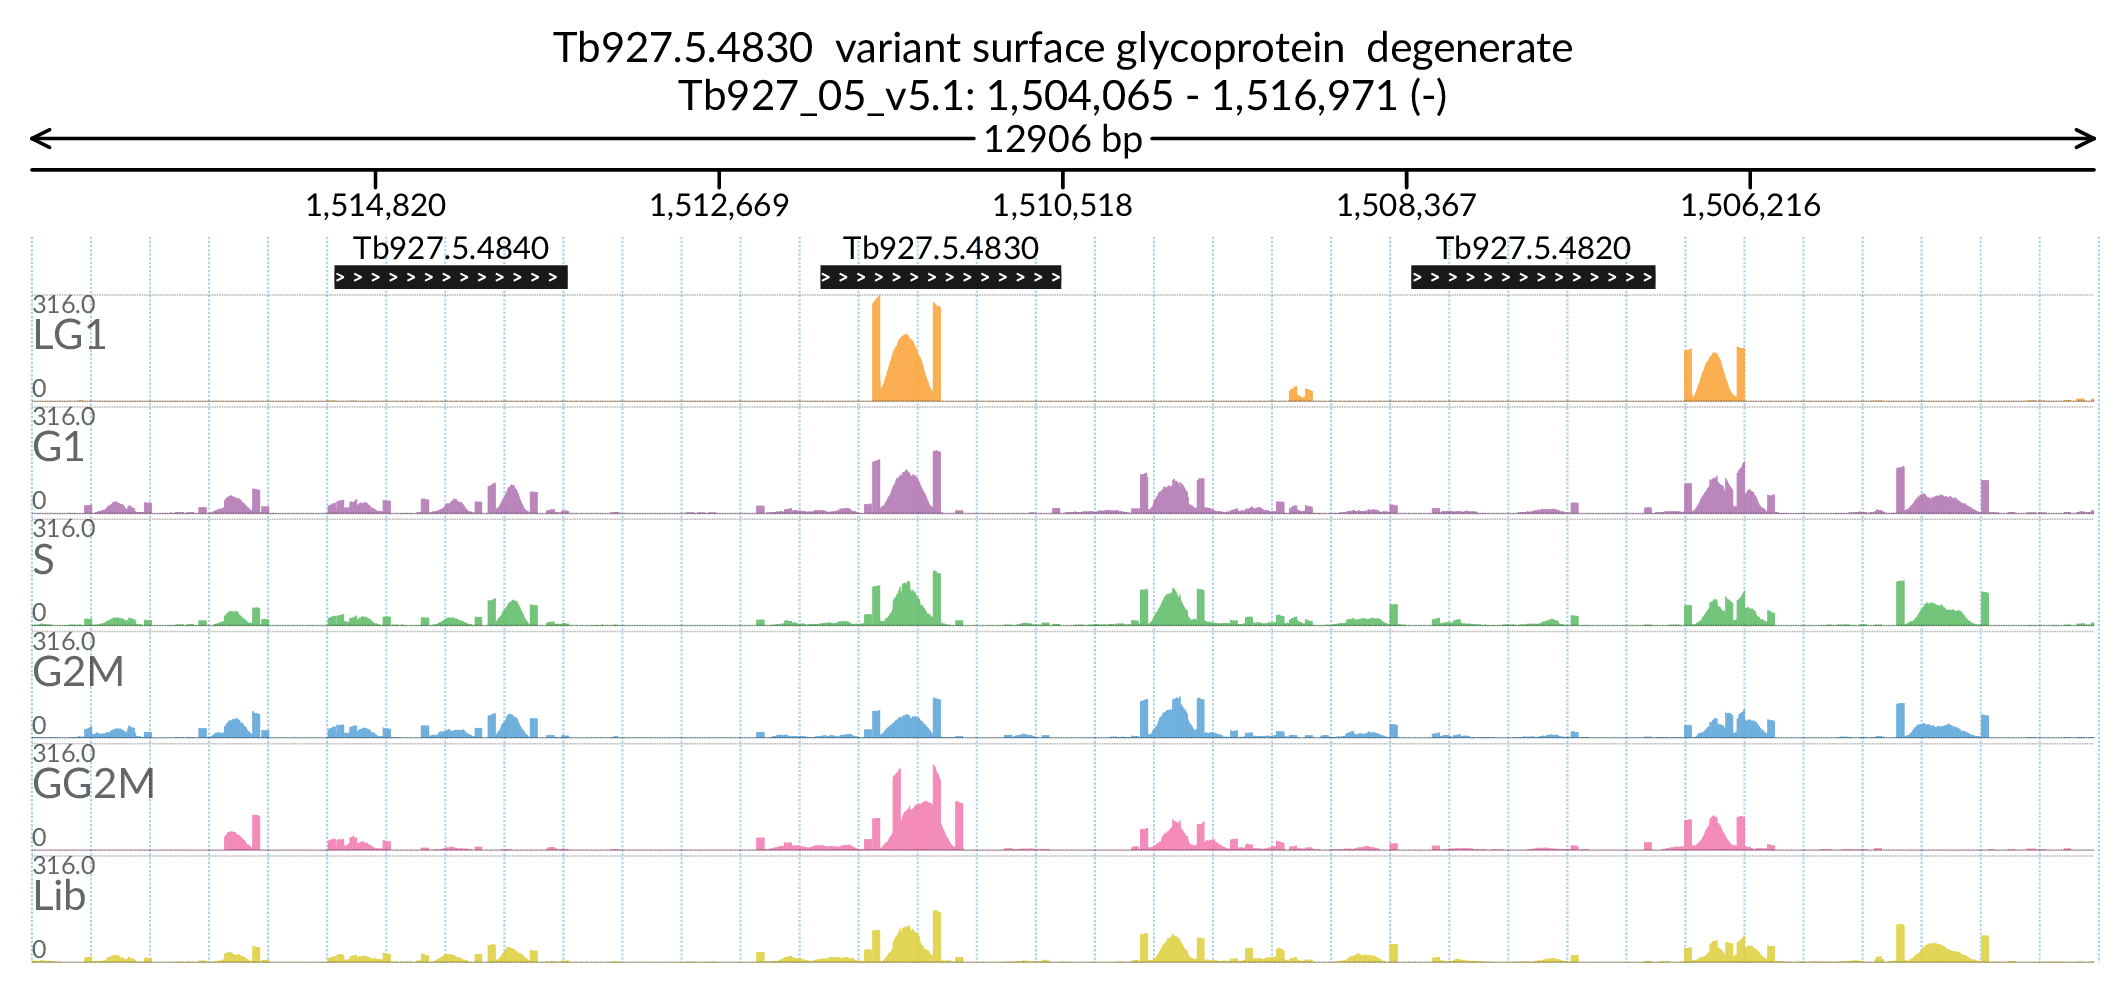 Tb927.5.4830  variant surface glycoprotein  degenerate
Tb927_05_v5.1: 1,504,065 - 1,516,971 (-)
12906 bp
1,514,820 1,512,669 1,510,518 1,508,367 1,506,216
Tb927.5.4840 Tb927.5.4830 Tb927.5.4820
316.0
LG1
0
316.0
G1
0
316.0
S
0
316.0
G2M
0
316.0
GG2M
0
316.0
Lib
0